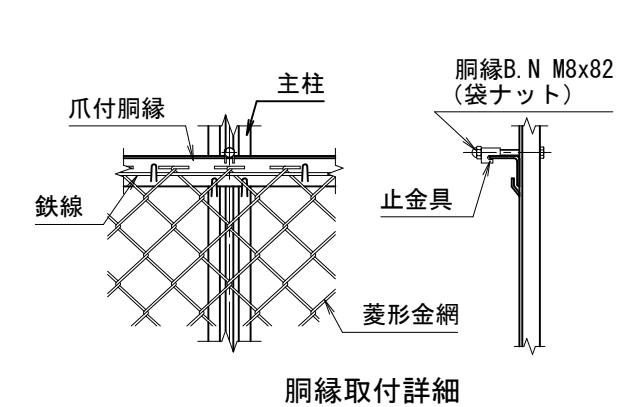 主柱
爪付胴縁
鉄線
菱形金網
胴縁B.N M8x82
(袋ナット)
止金具
胴縁取付詳細